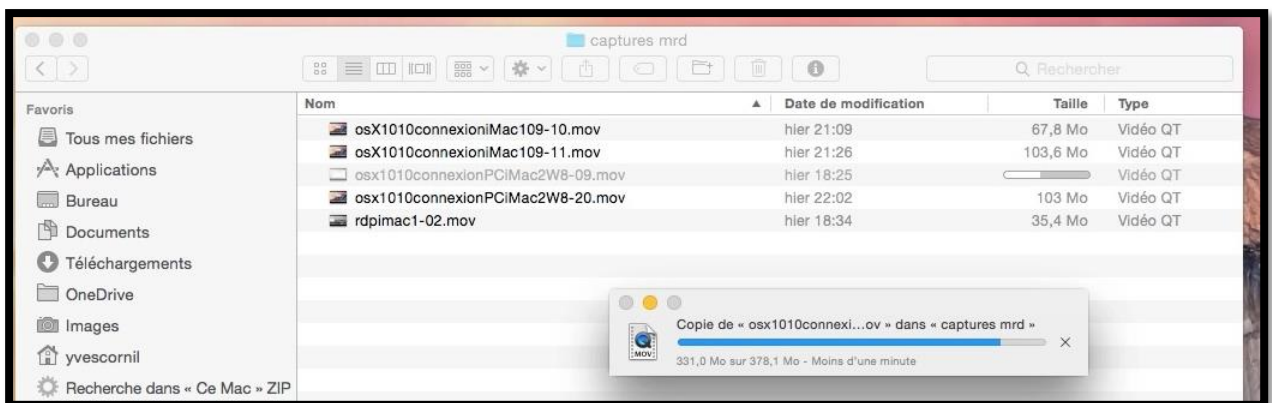 captures mrd
Rechercher
Favoris
Tous mes fichiers
Applications
Bureau
Documents
Téléchargements
OneDrive
Images
yvescornil
Recherche dans « Ce Mac » ZIP
Nom Date de modification Taille Type
osX1010connexioniMac109-10.mov hier 21:09 67,8 Mo Vidéo QT
osX1010connexioniMac109-11.mov hier 21:26 103,6 Mo Vidéo QT
osx1010connexionPCiMac2W8-09.mov hier 18:25 Vidéo QT
osx1010connexionPCiMac2W8-20.mov hier 22:02 103 Mo Vidéo QT
rdpimac1-02.mov hier 18:34 35,4 Mo Vidéo QT
Copie de « osx1010connexi...ov » dans « captures mrd »
MOV
331,0 Mo sur 378,1 Mo - Moins d'une minute